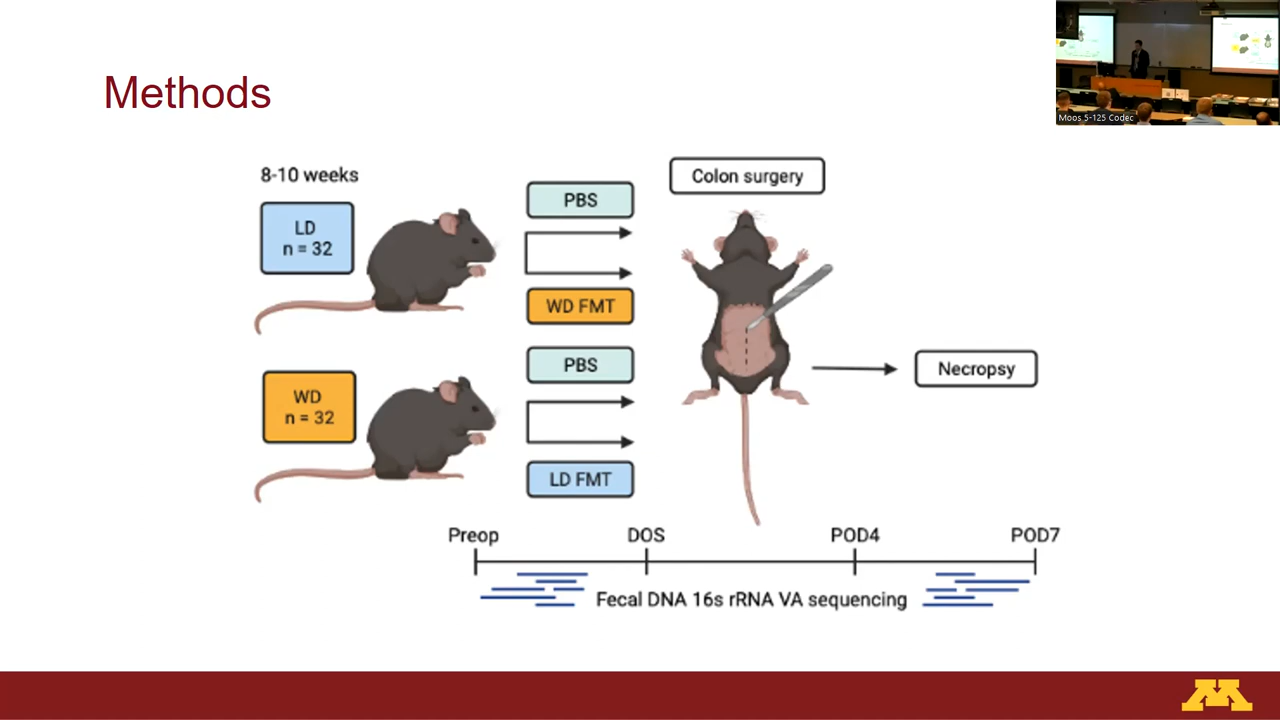 Methods
Moos 5-125 Codec
8-10 weeks
LD
n = 32
PBS
WD FMT
Colon surgery
WD
n = 32
PBS
LD FMT
Necropsy
Preop
DOS
POD4
POD7
Fecal DNA 16s rRNA VA sequencing
M